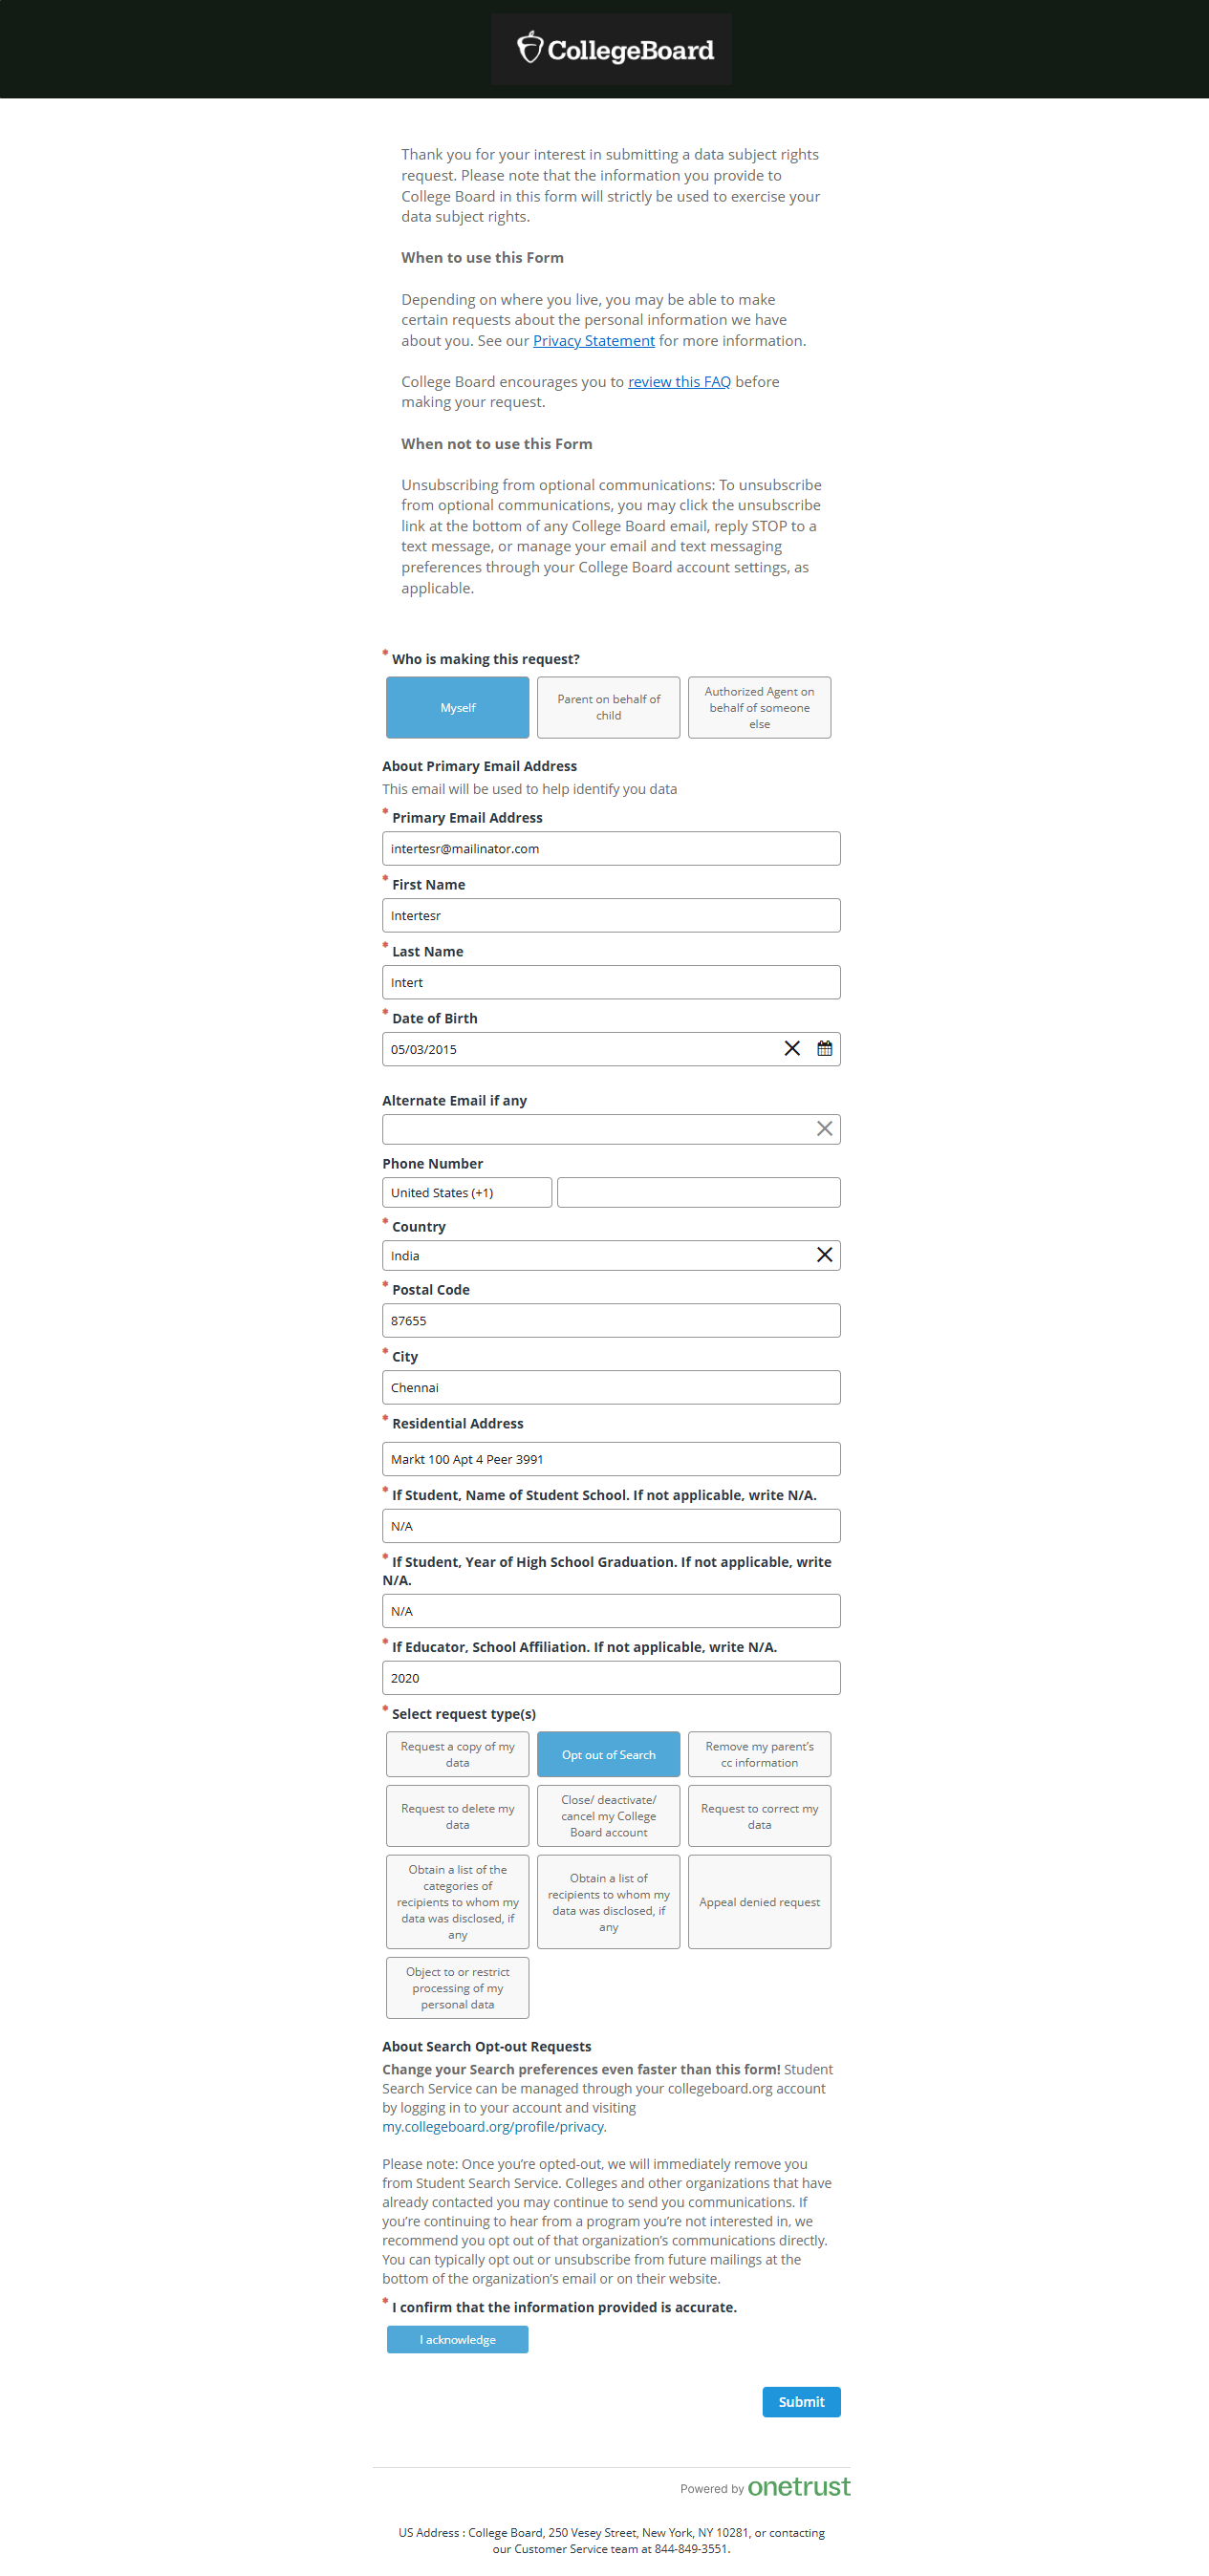 CollegeBoard
Thank you for your interest in submitting a data subject rights
request. Please note that the information you provide to
College Board in this form will strictly be used to exercise your
data subject rights.
When to use this Form
Depending on where you live, you may be able to make
certain requests about the personal information we have
about you. See our Privacy Statement for more information.
College Board encourages you to review this FAQ before
making your request.
When not to use this Form
Unsubscribing from optional communications: To unsubscribe
from optional communications, you may click the unsubscribe
link at the bottom of any College Board email, reply STOP to a
text message, or manage your email and text messaging
preferences through your College Board account settings, as
applicable.
* Who is making this request?
Myself
Parent on behalf of
child
Authorized Agent on
behalf of someone
else
About Primary Email Address
This email will be used to help identify you data
* Primary Email Address
intertesr@mailinator.com
* First Name
Intertesr
* Last Name
Intert
* Date of Birth
05/03/2015
Alternate Email if any
Phone Number
United States (+1)
* Country
India
* Postal Code
87655
* City
Chennai
* Residential Address
Markt 100 Apt 4 Peer 3991
* If Student, Name of Student School. If not applicable, write N/A.
N/A
* If Student, Year of High School Graduation. If not applicable, write
N/A.
N/A
* If Educator, School Affiliation. If not applicable, write N/A.
2020
* Select request type(s)
Request a copy of my
data
Opt out of Search
Remove my parent's
cc information
Request to delete my
data
Close/ deactivate/
cancel my College
Board account
Request to correct my
data
Obtain a list of the
categories of
recipients to whom my
data was disclosed, if
any
Obtain a list of
recipients to whom my
data was disclosed, if
any
Appeal denied request
Object to or restrict
processing of my
personal data
About Search Opt-out Requests
Change your Search preferences even faster than this form! Student
Search Service can be managed through your collegeboard.org account
by logging in to your account and visiting
my.collegeboard.org/profile/privacy.
Please note: Once you're opted-out, we will immediately remove you
from Student Search Service. Colleges and other organizations that have
already contacted you may continue to send you communications. If
you're continuing to hear from a program you're not interested in, we
recommend you opt out of that organization's communications directly.
You can typically opt out or unsubscribe from future mailings at the
bottom of the organization's email or on their website.
* I confirm that the information provided is accurate.
I acknowledge
Submit
Powered by onetrust
US Address : College Board, 250 Vesey Street, New York, NY 10281, or contacting
our Customer Service team at 844-849-3551.